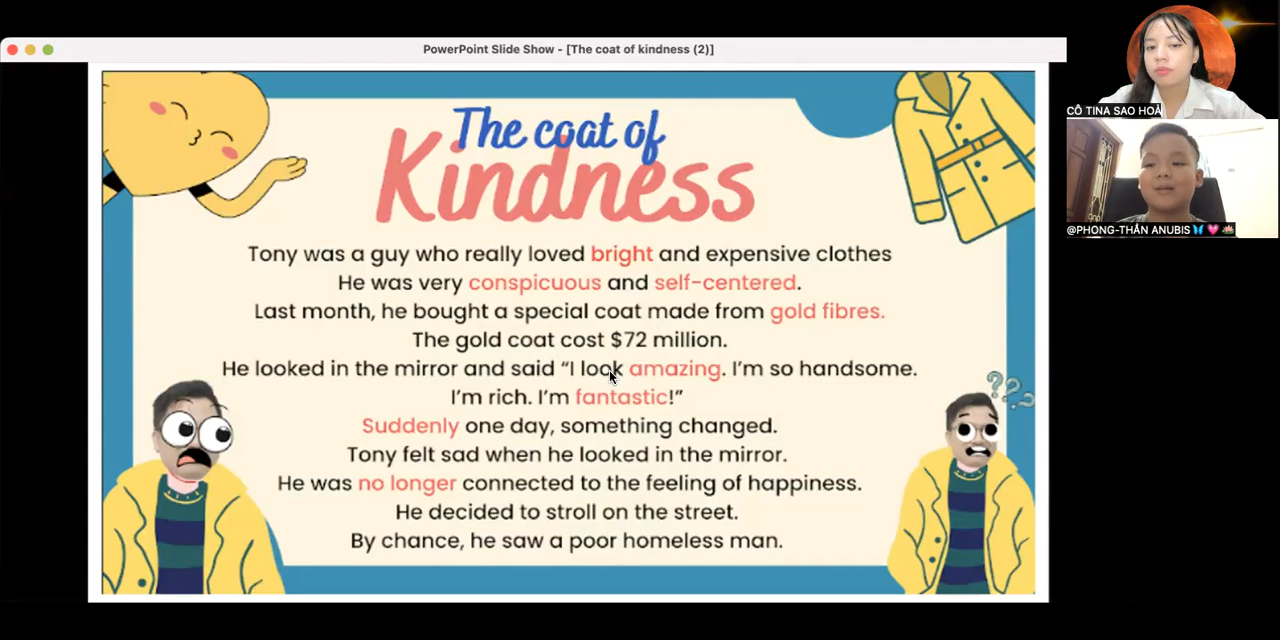 PowerPoint Slide Show - [The coat of kindness (2)]
The coat of
Kindness
Tony was a guy who really loved bright and expensive clothes
He was very conspicuous and self-centered.
Last month, he bought a special coat made from gold fibres.
The gold coat cost $72 million.
He looked in the mirror and said “I look amazing. I’m so handsome.
I’m rich. I’m fantastic!”
Suddenly one day, something changed.
Tony felt sad when he looked in the mirror.
He was no longer connected to the feeling of happiness.
He decided to stroll on the street.
By chance, he saw a poor homeless man.
???
CÔ TINA SAO HOẢ
@PHONG-THẦN ANUBIS🦋💗🪷